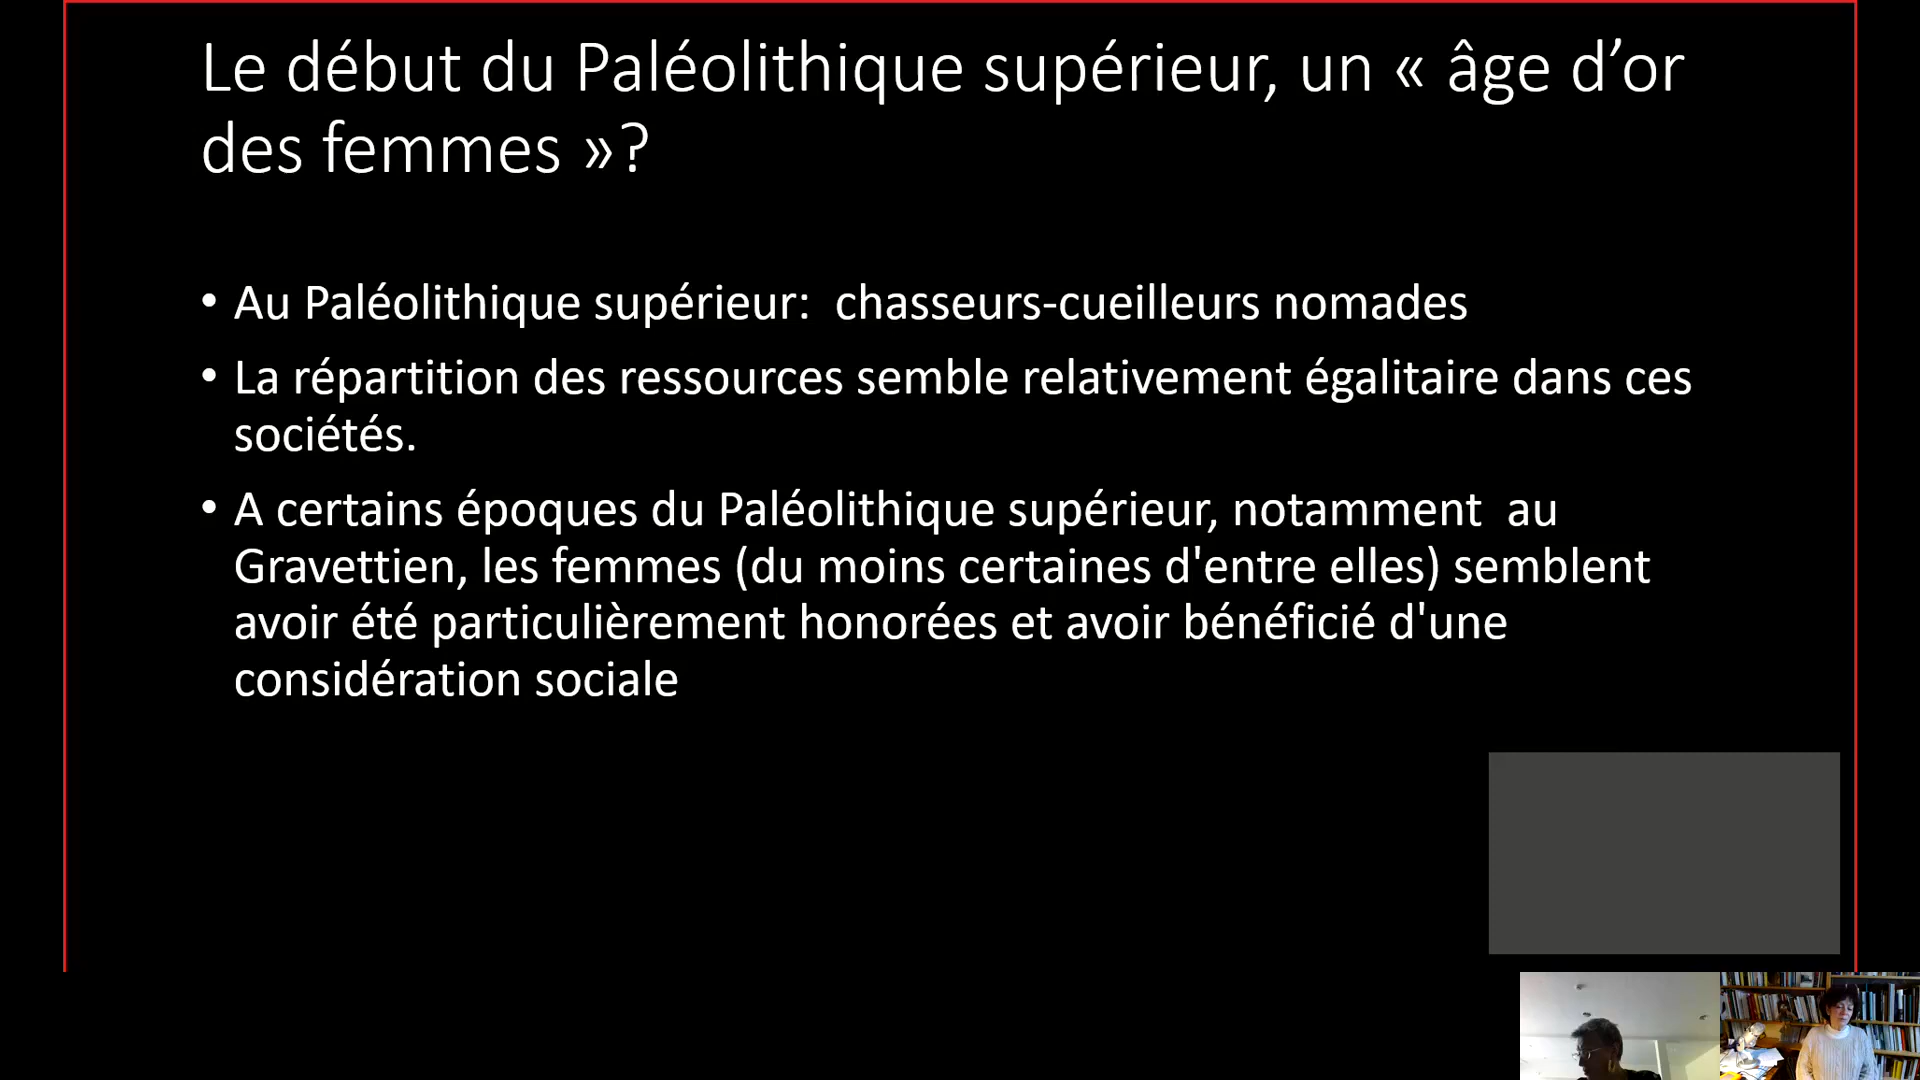 Le début du Paléolithique supérieur, un « âge d’or
des femmes »?
• Au Paléolithique supérieur:  chasseurs-cueilleurs nomades
• La répartition des ressources semble relativement égalitaire dans ces
sociétés.
• A certains époques du Paléolithique supérieur, notamment  au
Gravettien, les femmes (du moins certaines d'entre elles) semblent
avoir été particulièrement honorées et avoir bénéficié d'une
considération sociale